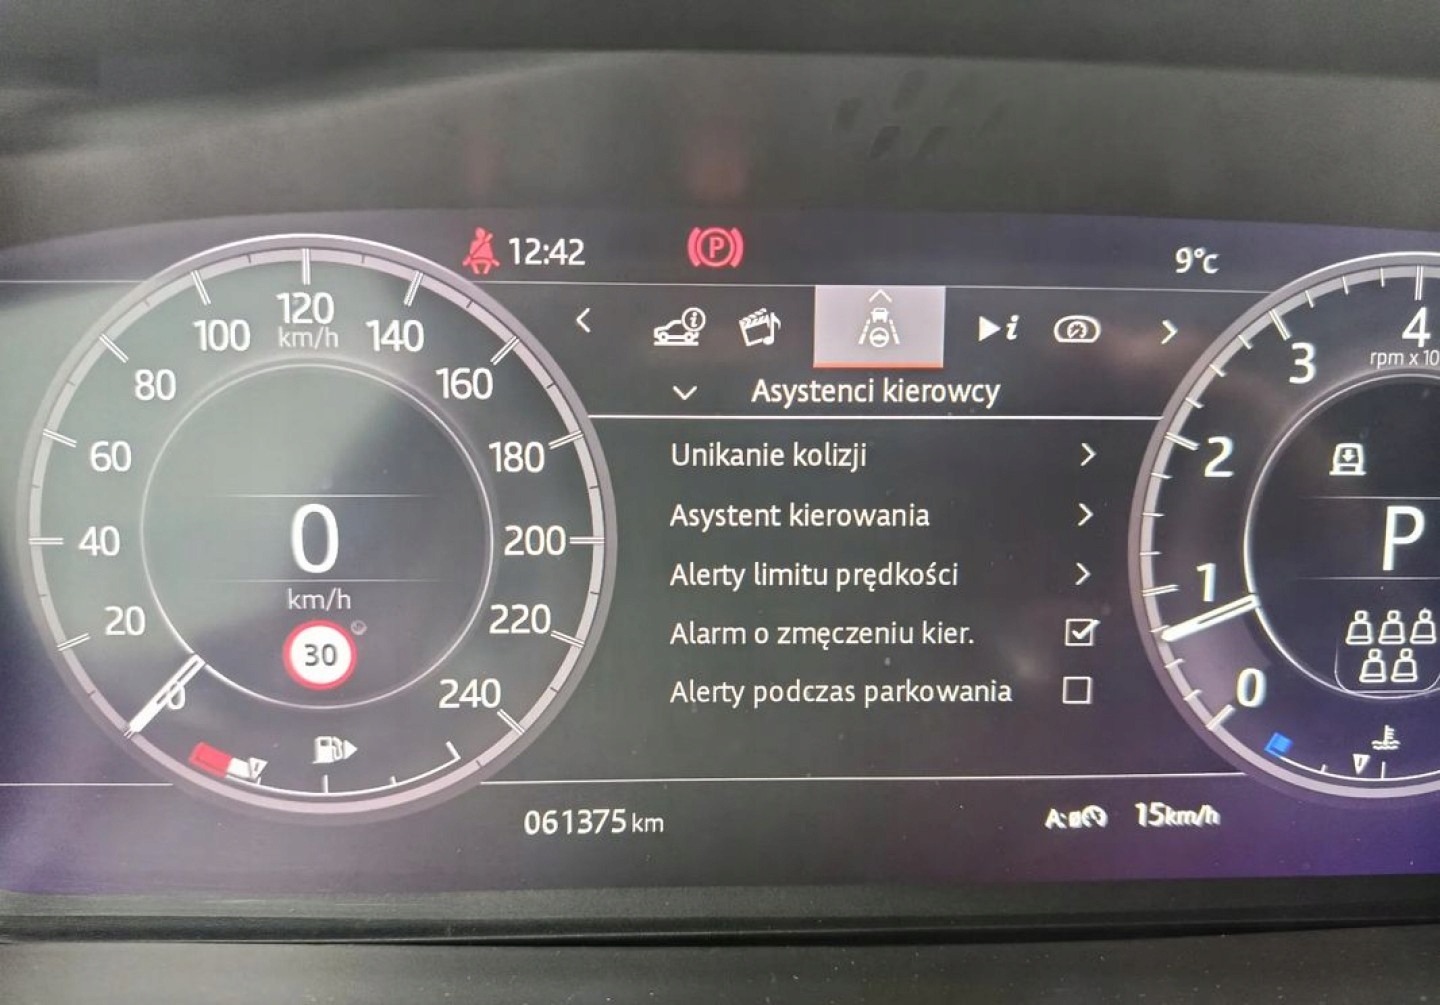 12:42
P
9°C
120
km/h
100
140
80
160
60
180
40
200
20
220
0
240
0
km/h
30
i
i
Asystenci kierowcy
Unikanie kolizji
Asystent kierowania
Alerty limitu prędkości
Alarm o zmęczeniu kier.
Alerty podczas parkowania
4
rpm x 10
3
2
1
0
P
061375 km
15km/h